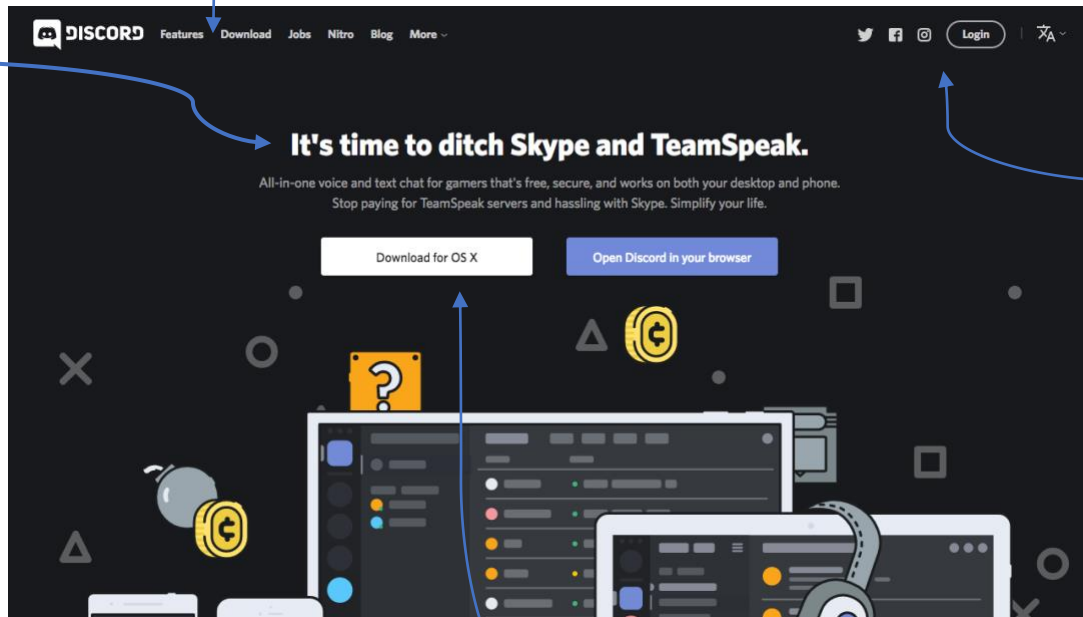 DISCORD Features Download Jobs Nitro Blog More Login 文A
It's time to ditch Skype and TeamSpeak.
All-in-one voice and text chat for gamers that's free, secure, and works on both your desktop and phone.
Stop paying for TeamSpeak servers and hassling with Skype. Simplify your life.
Download for OS X Open Discord in your browser